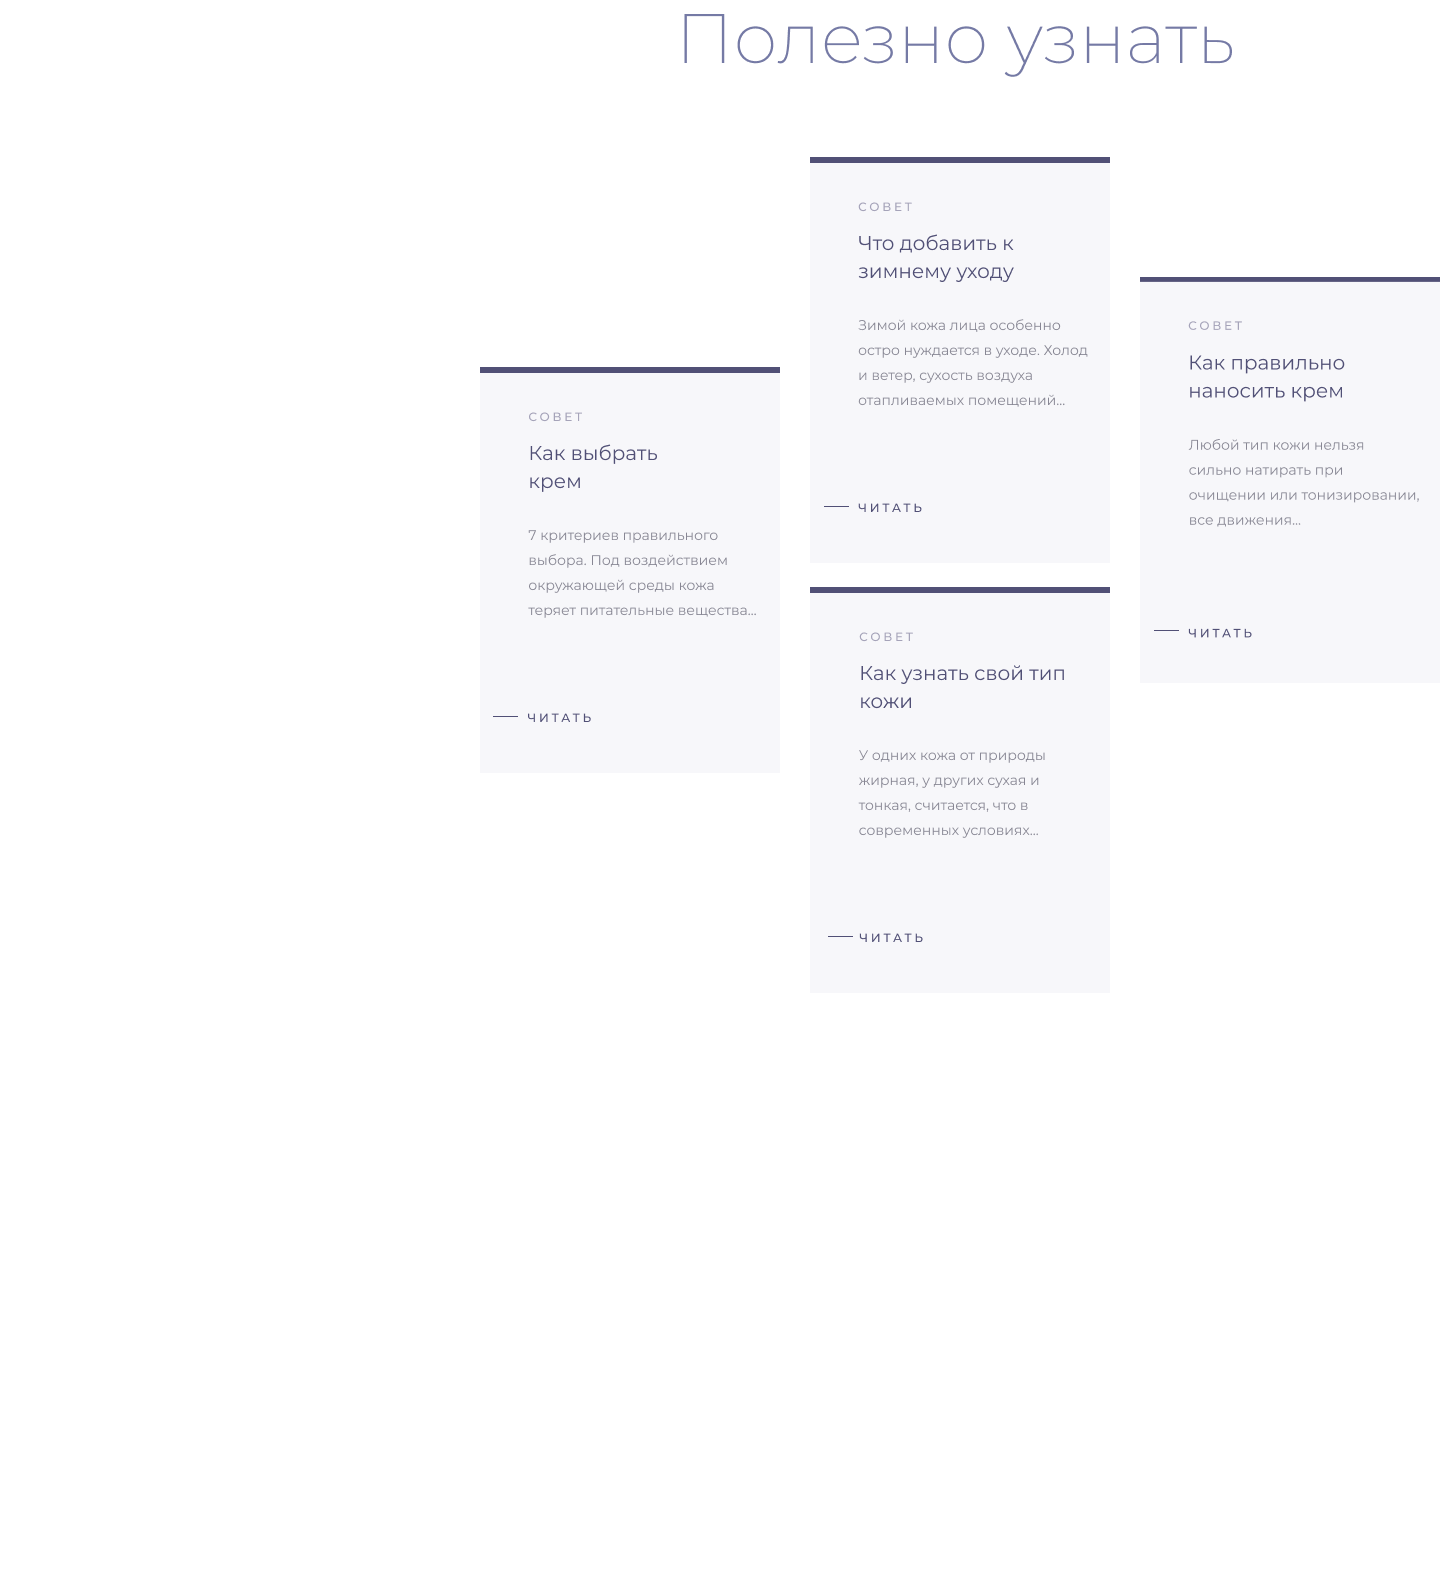 Полезно узнать
СОВЕТ
Как выбрать
крем
7 критериев правильного
выбора. Под воздействием
окружающей среды кожа
теряет питательные вещества...
ЧИТАТЬ
СОВЕТ
Что добавить к
зимнему уходу
Зимой кожа лица особенно
остро нуждается в уходе. Холод
и ветер, сухость воздуха
отапливаемых помещений...
ЧИТАТЬ
СОВЕТ
Как узнать свой тип
кожи
У одних кожа от природы
жирная, у других сухая и
тонкая, считается, что в
современных условиях...
ЧИТАТЬ
СОВЕТ
Как правильно
наносить крем
Любой тип кожи нельзя
сильно натирать при
очищении или тонизировании,
все движения...
ЧИТАТЬ